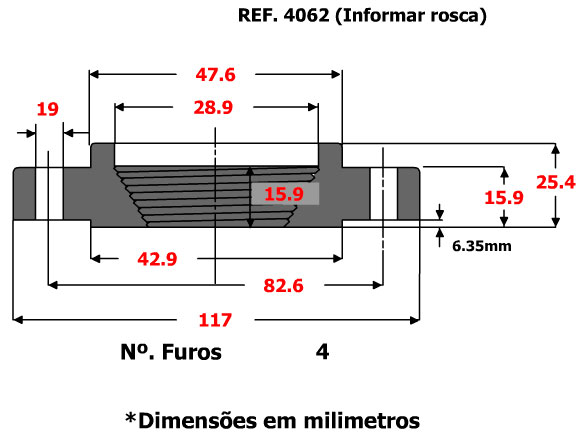 REF. 4062 (Informar rosca)
47.6
19
28.9
15.9
15.9
25.4
6.35mm
42.9
82.6
117
Nº. Furos 4
*Dimensões em milimetros